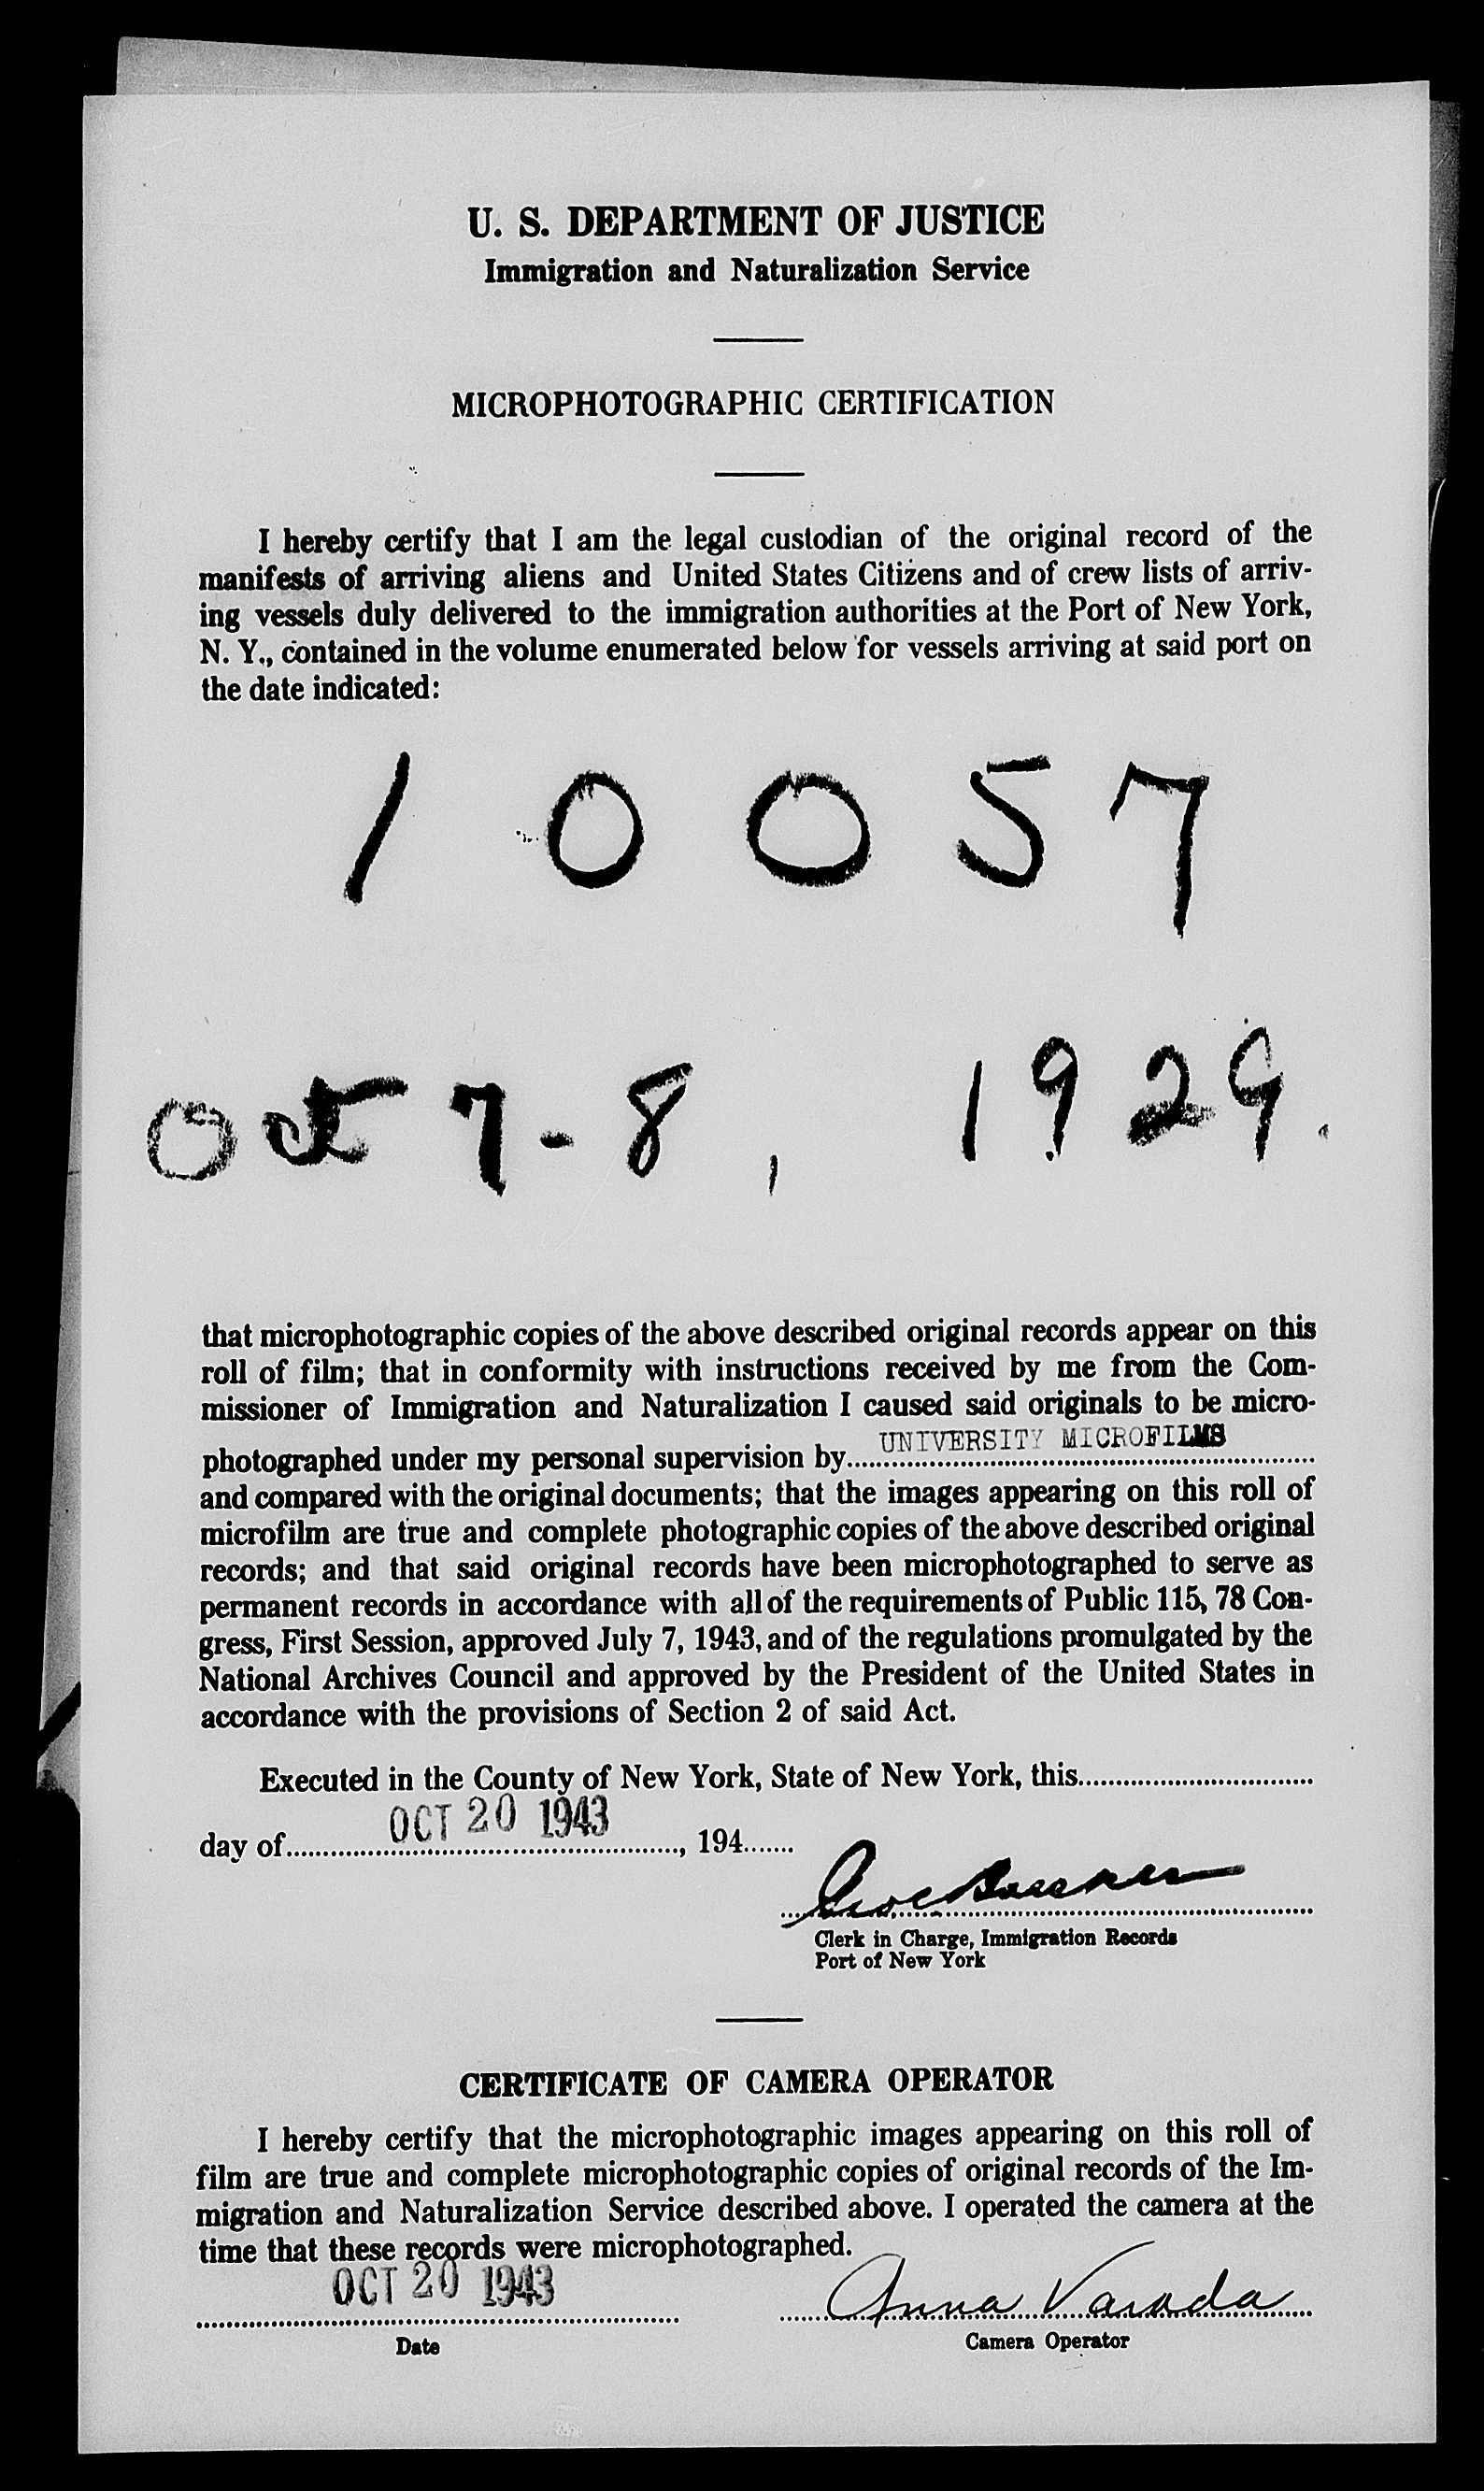 U. S. DEPARTMENT OF JUSTICE
Immigration and Naturalization Service
MICROPHOTOGRAPHIC CERTIFICATION
I hereby certify that I am the legal custodian of the original record of the
manifests of arriving aliens and United States Citizens and of crew lists of arriv-
ing vessels duly delivered to the immigration authorities at the Port of New York,
N. Y., contained in the volume enumerated below for vessels arriving at said port on
the date indicated:
10057
Oct 7-8, 1929.
that microphotographic copies of the above described original records appear on this
roll of film; that in conformity with instructions received by me from the Com-
missioner of Immigration and Naturalization I caused said originals to be micro-
photographed under my personal supervision by UNIVERSITY MICROFILMS
and compared with the original documents; that the images appearing on this roll of
microfilm are true and complete photographic copies of the above described original
records; and that said original records have been microphotographed to serve as
permanent records in accordance with all of the requirements of Public 115, 78 Con-
gress, First Session, approved July 7, 1943, and of the regulations promulgated by the
National Archives Council and approved by the President of the United States in
accordance with the provisions of Section 2 of said Act.
Executed in the County of New York, State of New York, this
day of OCT 20 1943, 194
Clerk in Charge, Immigration Records
Port of New York
CERTIFICATE OF CAMERA OPERATOR
I hereby certify that the microphotographic images appearing on this roll of
film are true and complete microphotographic copies of original records of the Im-
migration and Naturalization Service described above. I operated the camera at the
time that these records were microphotographed.
OCT 20 1943 Anna Varada
Date Camera Operator